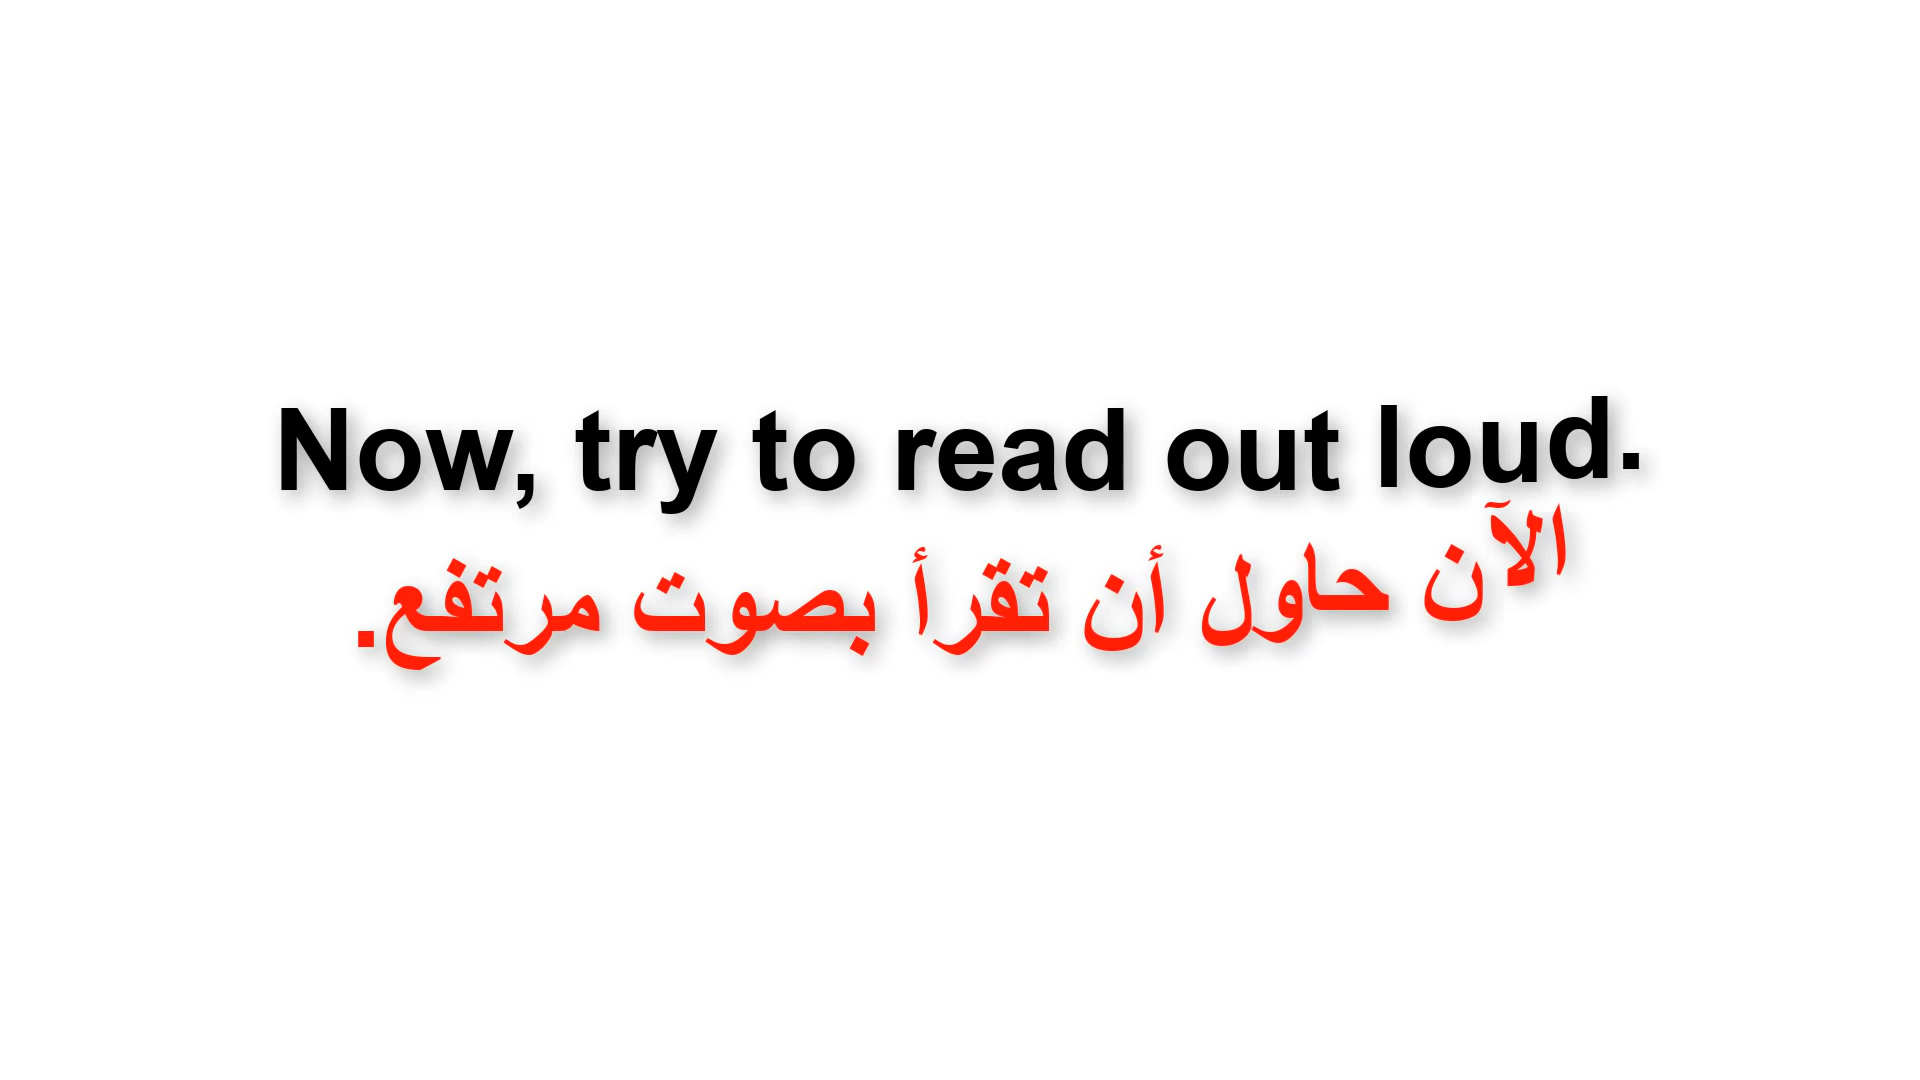 Now, try to read out loud.
الآن حاول أن تقرأ بصوت مرتفع.